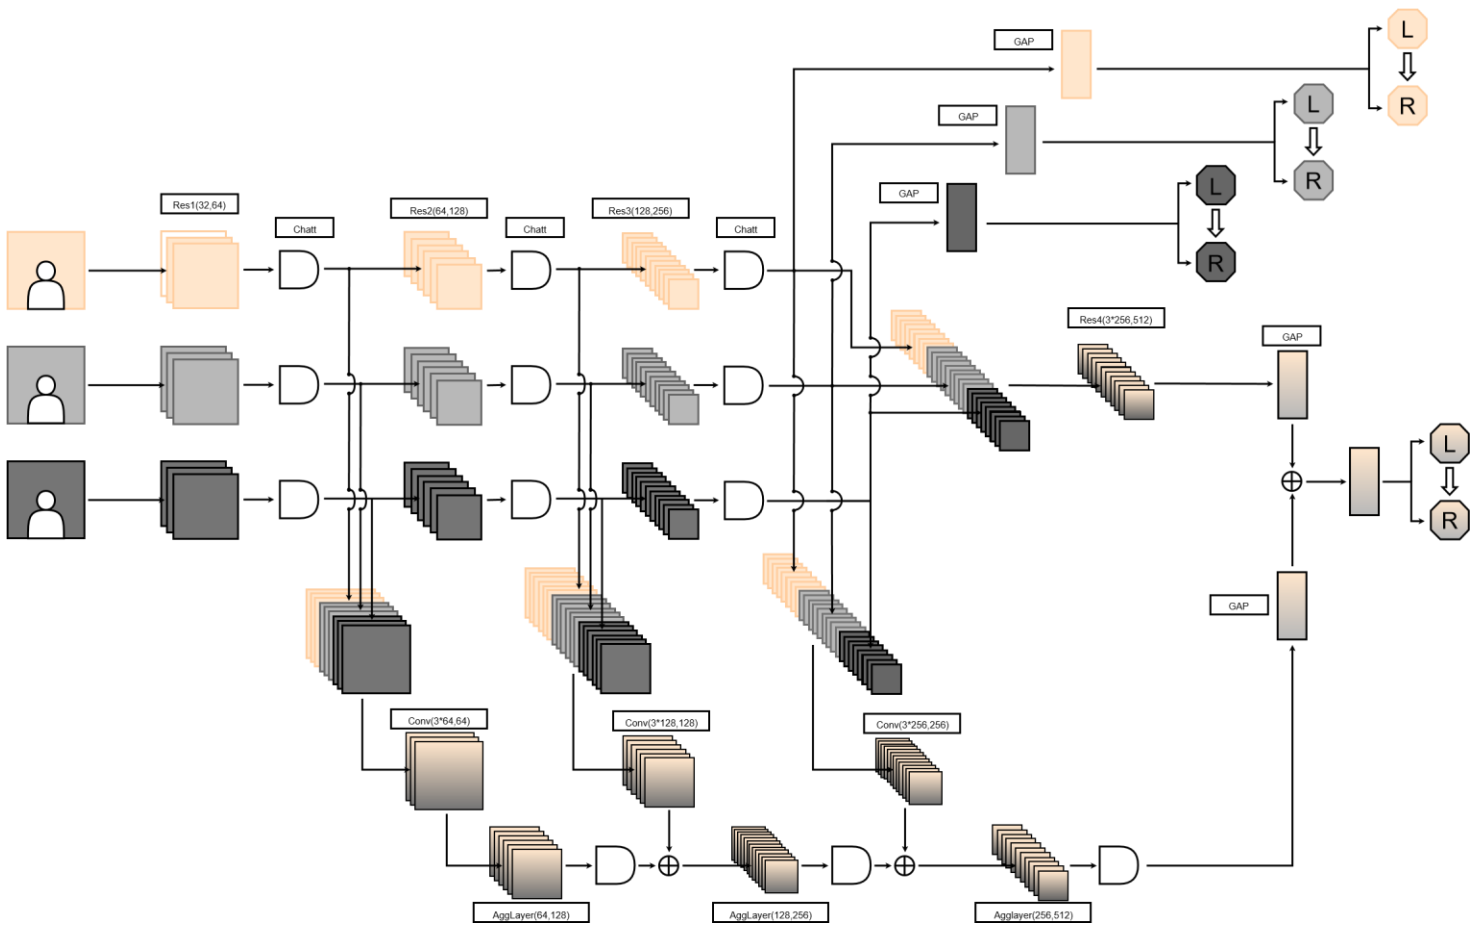 GAP
L
R
GAP
L
R
GAP
L
R
Res1(32,64)
Chatt
Res2(64,128)
Chatt
Res3(128,256)
Chatt
Res4(3*256,512)
GAP
L
R
GAP
Conv(3*64,64)
Conv(3*128,128)
Conv(3*256,256)
AggLayer(64,128)
AggLayer(128,256)
Agglayer(256,512)